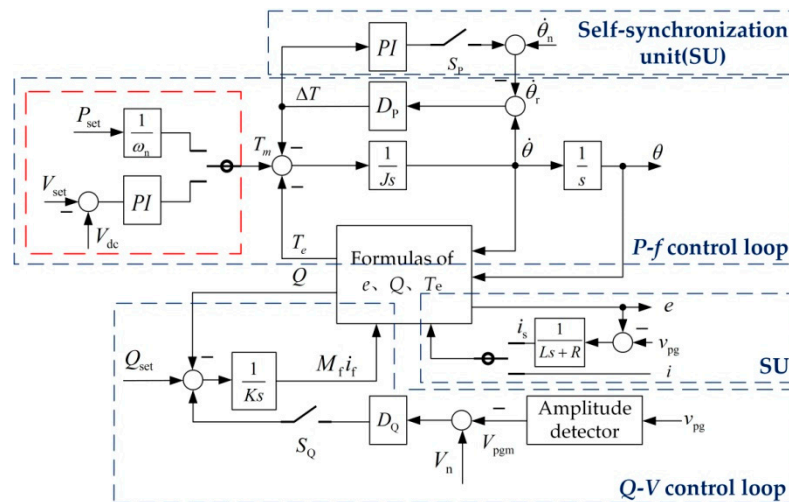 Self-synchronization
unit(SU)
PI
S_P
θ̇_n
θ̇_r
ΔT
D_P
P_set
1/ω_n
T_m
V_set
PI
V_dc
1/Js
θ̇
1/s
θ
T_e
P-f control loop
Q
Formulas of
e、Q、Te
e
i_s
1/(Ls+R)
v_pg
i
SU
Q_set
1/Ks
M_f i_f
S_Q
D_Q
V_n
V_pgm
Amplitude
detector
v_pg
Q-V control loop